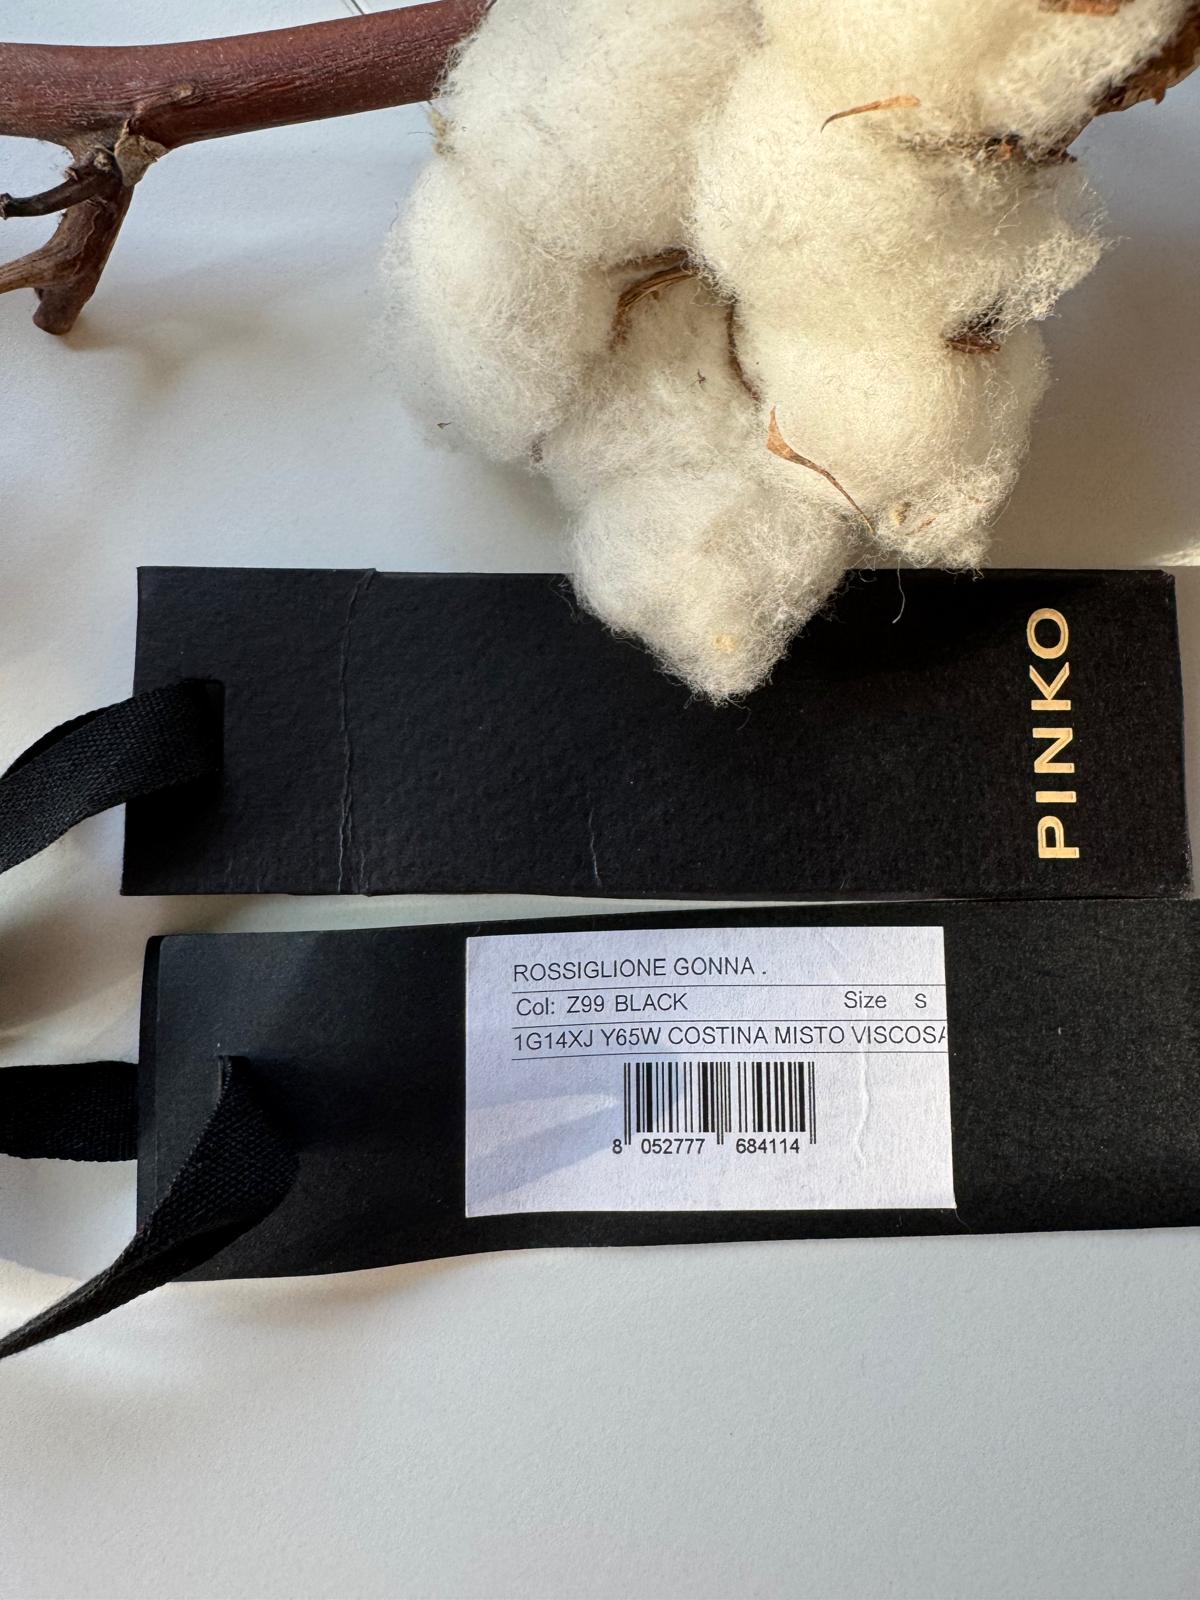 PINKO
ROSSIGLIONE GONNA .
Col: Z99 BLACK Size S
1G14XJ Y65W COSTINA MISTO VISCOSA
8 052777 684114